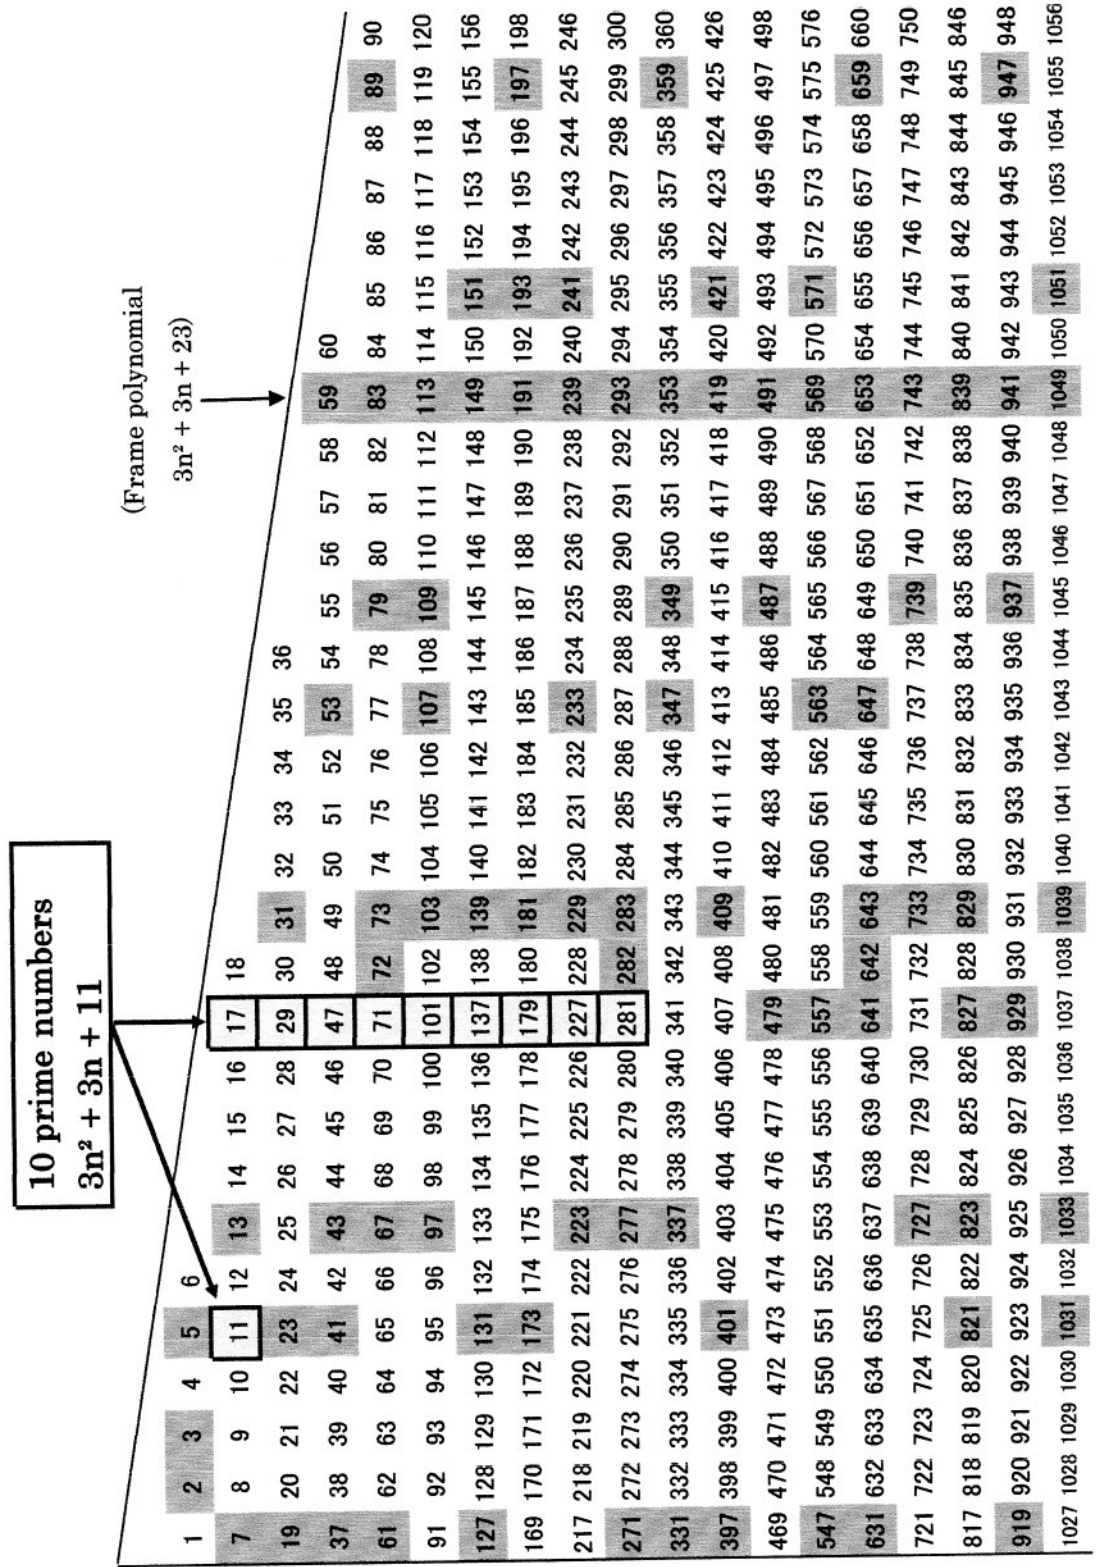 10 prime numbers
3n² + 3n + 11
(Frame polynomial
3n² + 3n + 23)
1 2 3 4 5 6
7 8 9 10 11 12 13 14 15 16 17 18
19 20 21 22 23 24 25 26 27 28 29 30 31 32 33 34 35 36
37 38 39 40 41 42 43 44 45 46 47 48 49 50 51 52 53 54 55 56 57 58 59 60
61 62 63 64 65 66 67 68 69 70 71 72 73 74 75 76 77 78 79 80 81 82 83 84 85 86 87 88 89 90
91 92 93 94 95 96 97 98 99 100 101 102 103 104 105 106 107 108 109 110 111 112 113 114 115 116 117 118 119 120
127 128 129 130 131 132 133 134 135 136 137 138 139 140 141 142 143 144 145 146 147 148 149 150 151 152 153 154 155 156
169 170 171 172 173 174 175 176 177 178 179 180 181 182 183 184 185 186 187 188 189 190 191 192 193 194 195 196 197 198
217 218 219 220 221 222 223 224 225 226 227 228 229 230 231 232 233 234 235 236 237 238 239 240 241 242 243 244 245 246
271 272 273 274 275 276 277 278 279 280 281 282 283 284 285 286 287 288 289 290 291 292 293 294 295 296 297 298 299 300
331 332 333 334 335 336 337 338 339 340 341 342 343 344 345 346 347 348 349 350 351 352 353 354 355 356 357 358 359 360
397 398 399 400 401 402 403 404 405 406 407 408 409 410 411 412 413 414 415 416 417 418 419 420 421 422 423 424 425 426
469 470 471 472 473 474 475 476 477 478 479 480 481 482 483 484 485 486 487 488 489 490 491 492 493 494 495 496 497 498
547 548 549 550 551 552 553 554 555 556 557 558 559 560 561 562 563 564 565 566 567 568 569 570 571 572 573 574 575 576
631 632 633 634 635 636 637 638 639 640 641 642 643 644 645 646 647 648 649 650 651 652 653 654 655 656 657 658 659 660
721 722 723 724 725 726 727 728 729 730 731 732 733 734 735 736 737 738 739 740 741 742 743 744 745 746 747 748 749 750
817 818 819 820 821 822 823 824 825 826 827 828 829 830 831 832 833 834 835 836 837 838 839 840 841 842 843 844 845 846
919 920 921 922 923 924 925 926 927 928 929 930 931 932 933 934 935 936 937 938 939 940 941 942 943 944 945 946 947 948
1027 1028 1029 1030 1031 1032 1033 1034 1035 1036 1037 1038 1039 1040 1041 1042 1043 1044 1045 1046 1047 1048 1049 1050 1051 1052 1053 1054 1055 1056